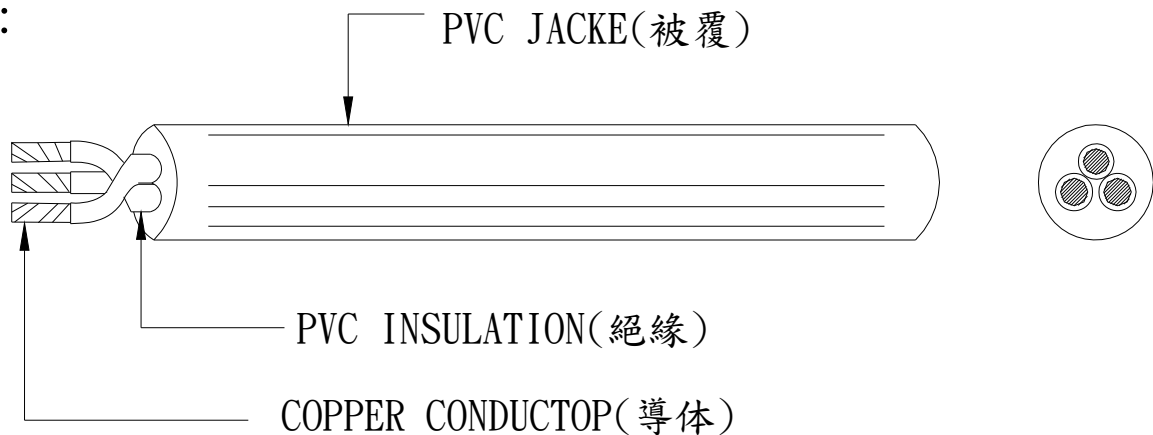 :
PVC JACKE(被覆)
PVC INSULATION(絕緣)
COPPER CONDUCTOP(導体)